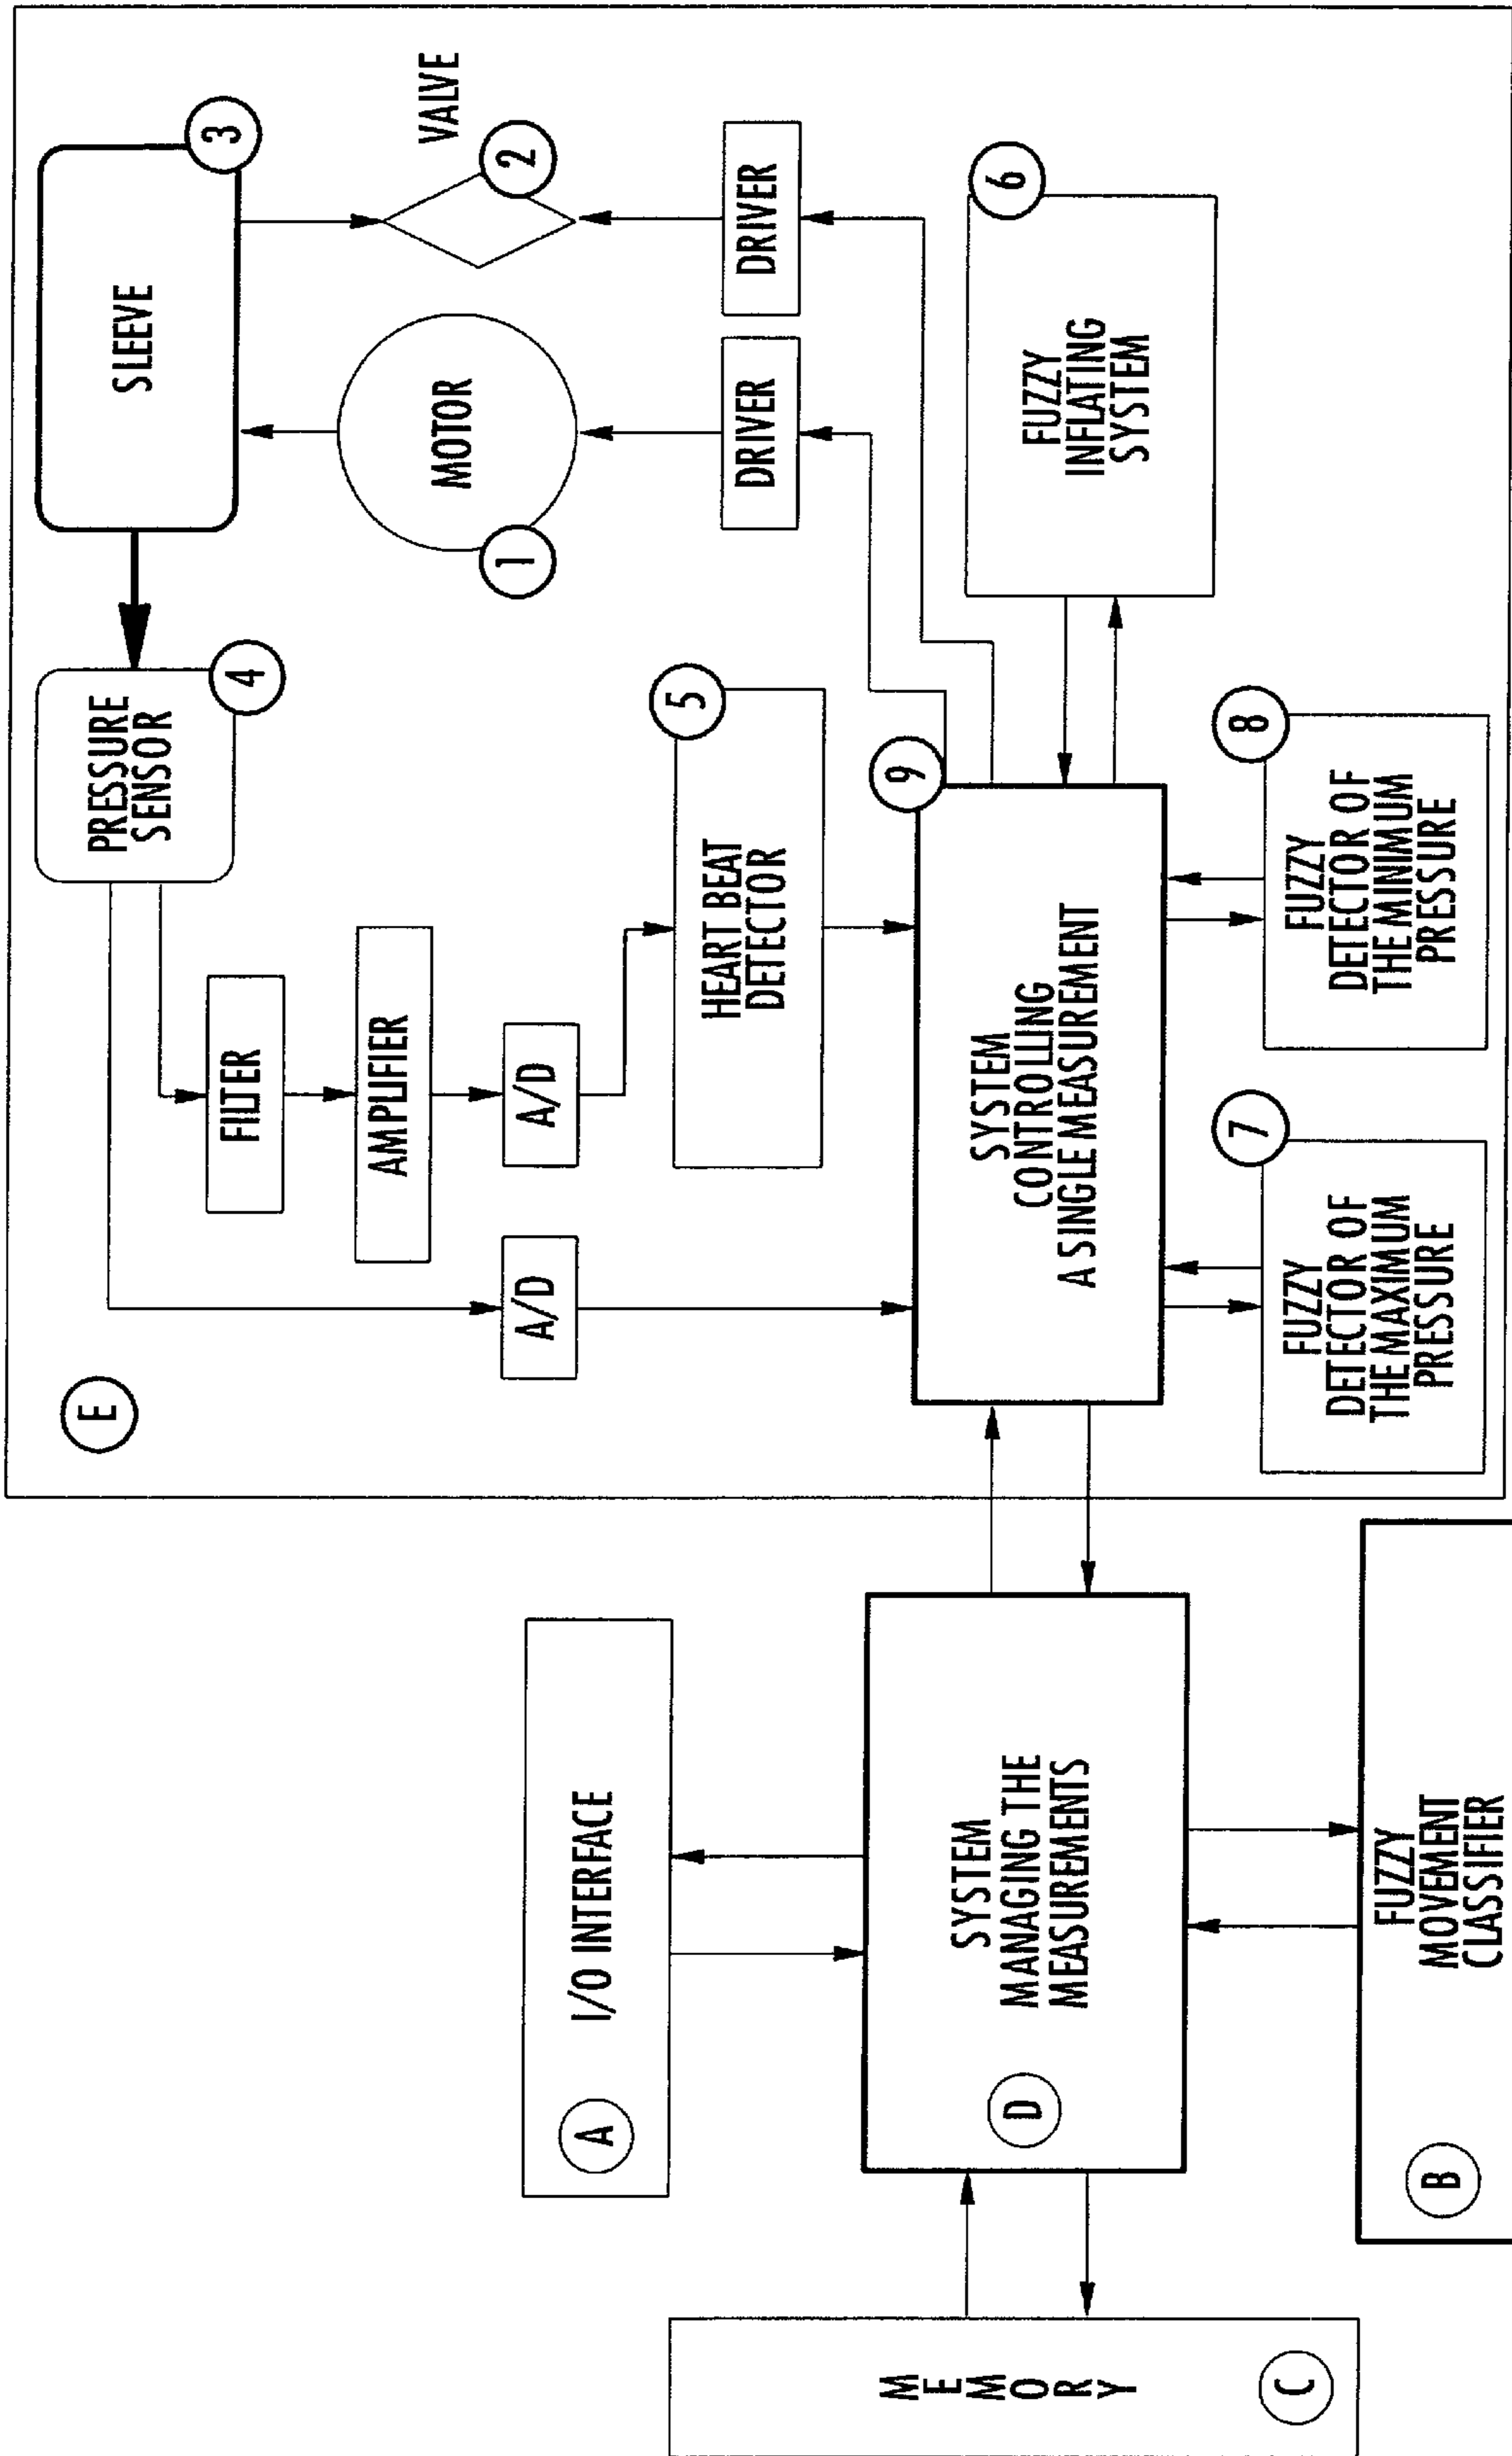 C
MEMORY
A
I/O INTERFACE
D
SYSTEM
MANAGING THE
MEASUREMENTS
B
FUZZY
MOVEMENT
CLASSIFIER
E
PRESSURE
SENSOR
4
SLEEVE
3
FILTER
AMPLIFIER
A/D
A/D
MOTOR
1
VALVE
2
HEART BEAT
DETECTOR
5
DRIVER
DRIVER
SYSTEM
CONTROLLING
A SINGLE MEASUREMENT
9
FUZZY
INFLATING
SYSTEM
6
FUZZY
DETECTOR OF
THE MAXIMUM
PRESSURE
7
FUZZY
DETECTOR OF
THE MINIMUM
PRESSURE
8